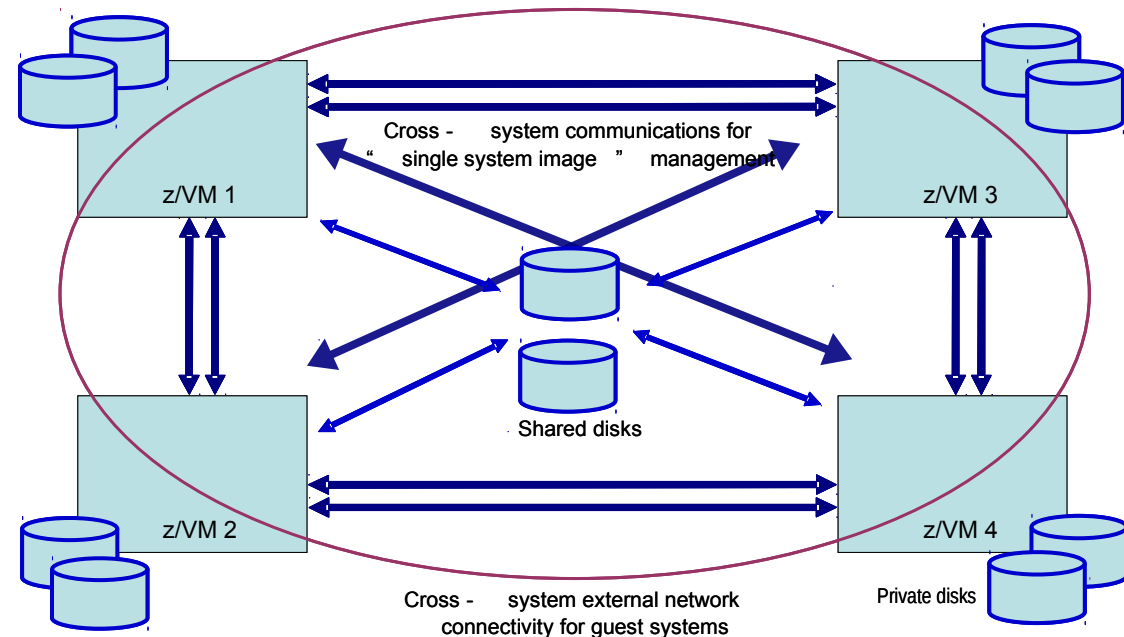 Cross - system communications for
“ single system image ” management
z/VM 1
z/VM 3
Shared disks
z/VM 2
z/VM 4
Private disks
Cross - system external network
connectivity for guest systems